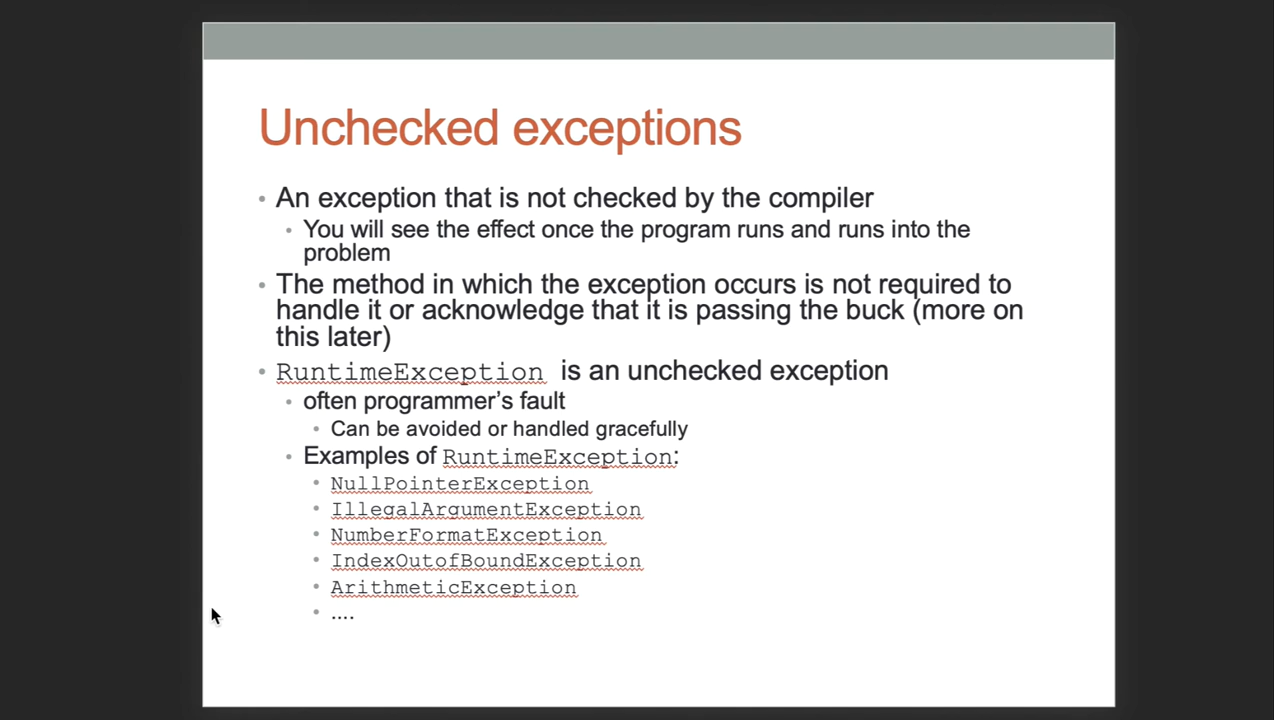 Unchecked exceptions
• An exception that is not checked by the compiler
• You will see the effect once the program runs and runs into the
problem
• The method in which the exception occurs is not required to
handle it or acknowledge that it is passing the buck (more on
this later)
• RuntimeException is an unchecked exception
• often programmer’s fault
• Can be avoided or handled gracefully
• Examples of RuntimeException:
• NullPointerException
• IllegalArgumentException
• NumberFormatException
• IndexOutofBoundException
• ArithmeticException
• ....